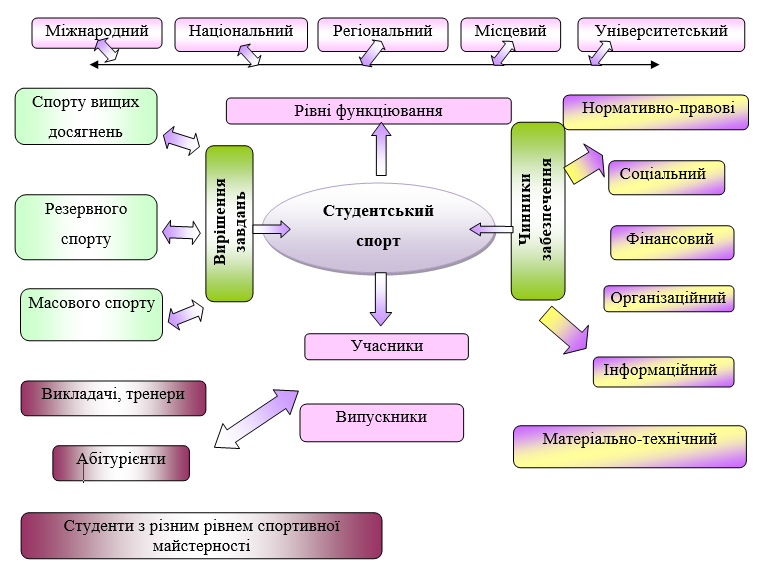 Міжнародний
Національний
Регіональний
Місцевий
Університетський
Спорту вищих
досягнень
Рівні функціювання
Нормативно-правові
Вирішення
завдань
Чинники
забезпечення
Соціальний
Резервного
спорту
Студентський
спорт
Фінансовий
Масового спорту
Організаційний
Учасники
Інформаційний
Викладачі, тренери
Випускники
Матеріально-технічний
Абітурієнти
Студенти з різним рівнем спортивної
майстерності